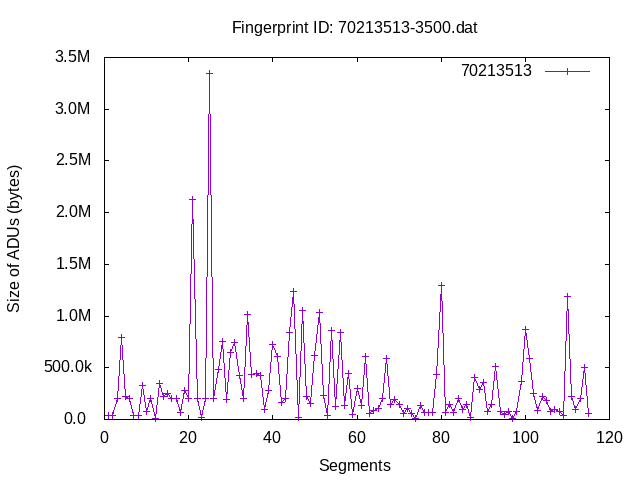 Fingerprint ID: 70213513-3500.dat
70213513
Size of ADUs (bytes)
3.5M
3.0M
2.5M
2.0M
1.5M
1.0M
500.0k
0.0
0 20 40 60 80 100 120
Segments